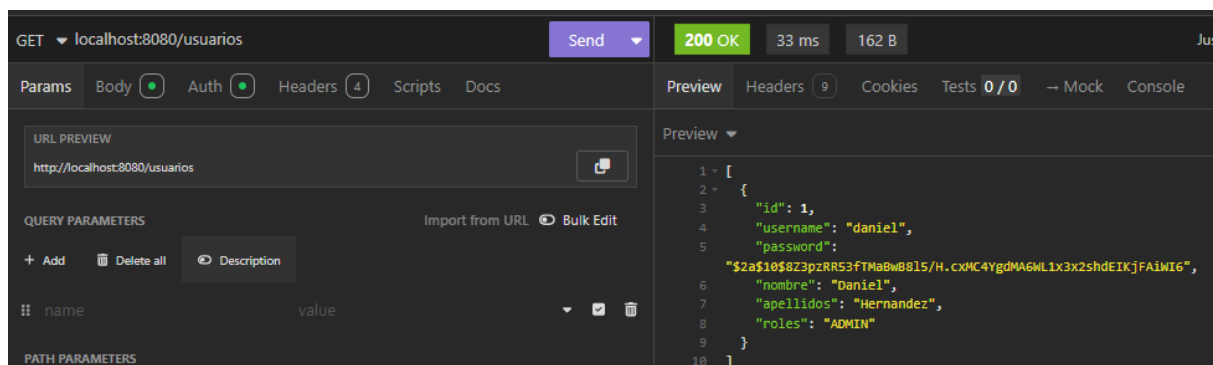 GET localhost:8080/usuarios Send
200 OK 33 ms 162 B
Params Body Auth Headers 4 Scripts Docs
Preview Headers 9 Cookies Tests 0 / 0 → Mock Console
URL PREVIEW
http://localhost:8080/usuarios
QUERY PARAMETERS Import from URL Bulk Edit
+ Add Delete all Description
name value
PATH PARAMETERS
Preview
1 [
2 {
3 "id": 1,
4 "username": "daniel",
5 "password":
"$2a$10$8Z3pzRR53fTMaBwB8l5/H.cxMC4YgdMA6WL1x3x2shdEIKjFAiWI6",
6 "nombre": "Daniel",
7 "apellidos": "Hernandez",
8 "roles": "ADMIN"
9 }
10 ]